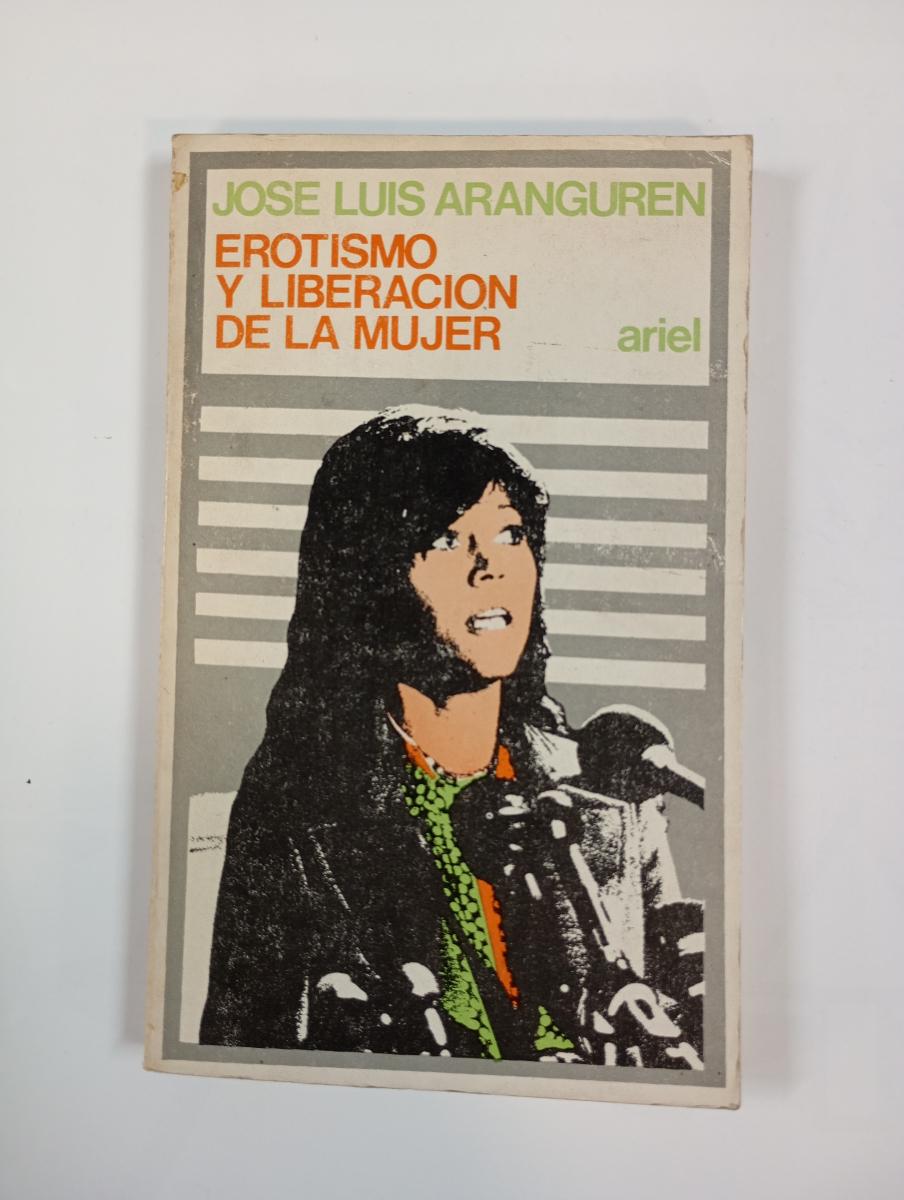 JOSE LUIS ARANGUREN
EROTISMO
Y LIBERACION
DE LA MUJER
ariel